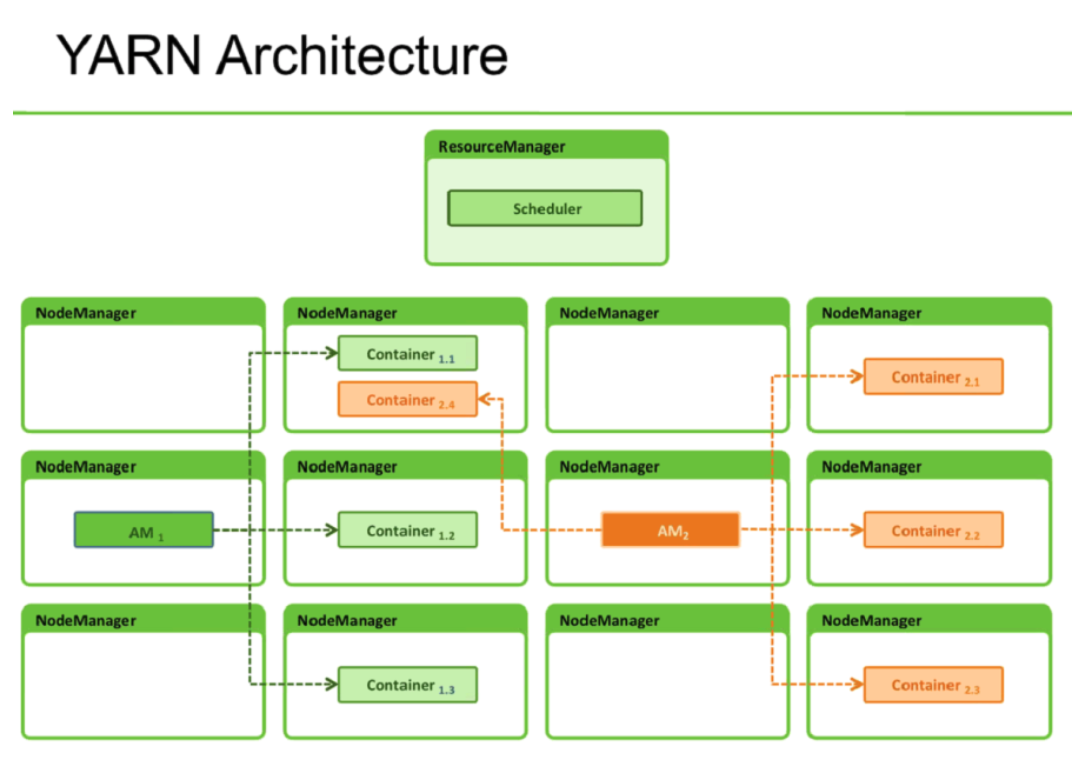 YARN Architecture
ResourceManager
Scheduler
NodeManager
NodeManager
NodeManager
NodeManager
Container 1.1
Container 2.4
Container 2.1
NodeManager
NodeManager
NodeManager
NodeManager
AM 1
Container 1.2
AM2
Container 2.2
NodeManager
NodeManager
NodeManager
NodeManager
Container 1.3
Container 2.3